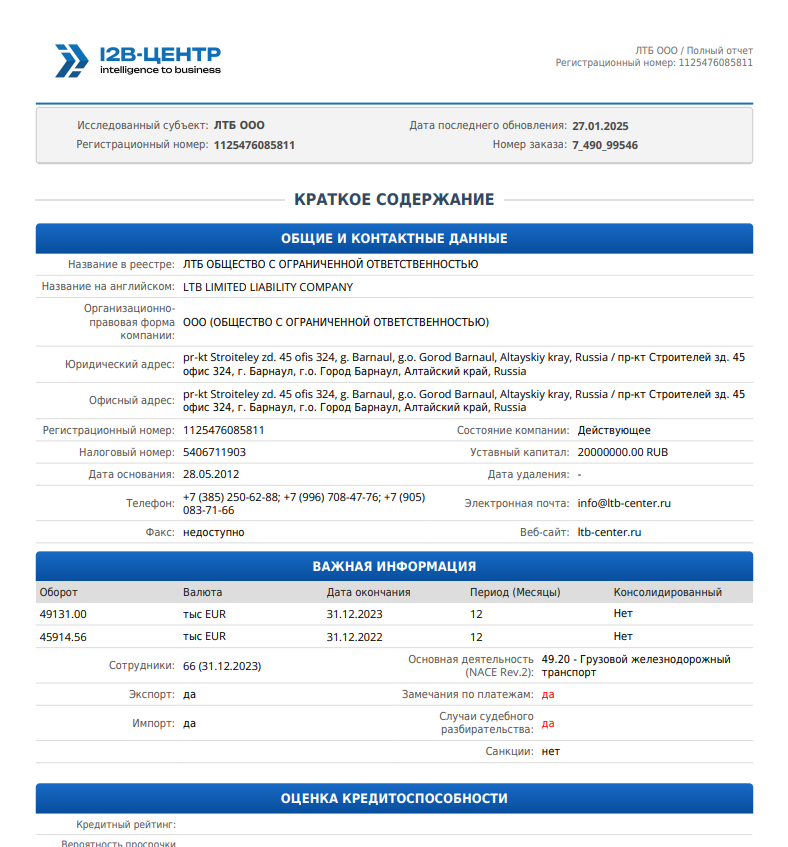 I2B-ЦЕНТР
intelligence to business
ЛТБ ООО / Полный отчет
Регистрационный номер: 1125476085811
Исследованный субъект: ЛТБ ООО Дата последнего обновления: 27.01.2025
Регистрационный номер: 1125476085811 Номер заказа: 7_490_99546
КРАТКОЕ СОДЕРЖАНИЕ
ОБЩИЕ И КОНТАКТНЫЕ ДАННЫЕ
Название в реестре: ЛТБ ОБЩЕСТВО С ОГРАНИЧЕННОЙ ОТВЕТСТВЕННОСТЬЮ
Название на английском: LTB LIMITED LIABILITY COMPANY
Организационно-
правовая форма
компании:
ООО (ОБЩЕСТВО С ОГРАНИЧЕННОЙ ОТВЕТСТВЕННОСТЬЮ)
Юридический адрес:
pr-kt Stroiteley zd. 45 ofis 324, g. Barnaul, g.o. Gorod Barnaul, Altayskiy kray, Russia / пр-кт Строителей зд. 45
офис 324, г. Барнаул, г.о. Город Барнаул, Алтайский край, Russia
Офисный адрес:
pr-kt Stroiteley zd. 45 ofis 324, g. Barnaul, g.o. Gorod Barnaul, Altayskiy kray, Russia / пр-кт Строителей зд. 45
офис 324, г. Барнаул, г.о. Город Барнаул, Алтайский край, Russia
Регистрационный номер: 1125476085811 Состояние компании: Действующее
Налоговый номер: 5406711903 Уставный капитал: 20000000.00 RUB
Дата основания: 28.05.2012 Дата удаления: -
Телефон:
+7 (385) 250-62-88; +7 (996) 708-47-76; +7 (905)
083-71-66
Электронная почта: info@ltb-center.ru
Факс: недоступно Веб-сайт: ltb-center.ru
ВАЖНАЯ ИНФОРМАЦИЯ
Оборот Валюта Дата окончания Период (Месяцы) Консолидированный
49131.00 тыс EUR 31.12.2023 12 Нет
45914.56 тыс EUR 31.12.2022 12 Нет
Сотрудники: 66 (31.12.2023)
Основная деятельность
(NACE Rev.2):
49.20 - Грузовой железнодорожный
транспорт
Экспорт: да Замечания по платежам: да
Импорт: да
Случаи судебного
разбирательства:
да
Санкции: нет
ОЦЕНКА КРЕДИТОСПОСОБНОСТИ
Кредитный рейтинг:
Вероятность просрочки